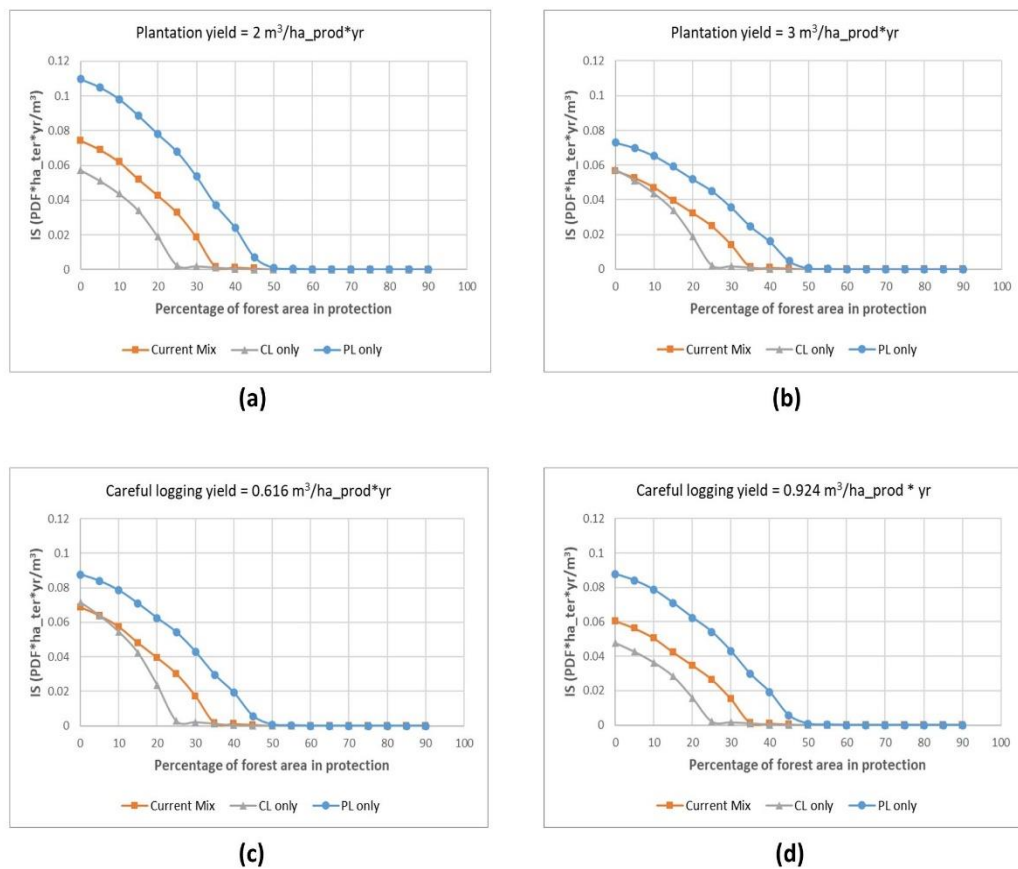 Plantation yield = 2 m³/ha_prod*yr
IS (PDF*ha_ter*yr/m³)
0.12
0.1
0.08
0.06
0.04
0.02
0
0 10 20 30 40 50 60 70 80 90 100
Percentage of forest area in protection
Current Mix CL only PL only
(a)
Plantation yield = 3 m³/ha_prod*yr
IS (PDF*ha_ter*yr/m³)
0.12
0.1
0.08
0.06
0.04
0.02
0
0 10 20 30 40 50 60 70 80 90 100
Percentage of forest area in protection
Current Mix CL only PL only
(b)
Careful logging yield = 0.616 m³/ha_prod*yr
IS (PDF*ha_ter*yr/m³)
0.12
0.1
0.08
0.06
0.04
0.02
0
0 10 20 30 40 50 60 70 80 90 100
Percentage of forest area in protection
Current Mix CL only PL only
(c)
Careful logging yield = 0.924 m³/ha_prod * yr
IS (PDF*ha_ter*yr/m³)
0.12
0.1
0.08
0.06
0.04
0.02
0
0 10 20 30 40 50 60 70 80 90 100
Percentage of forest area in protection
Current Mix CL only PL only
(d)